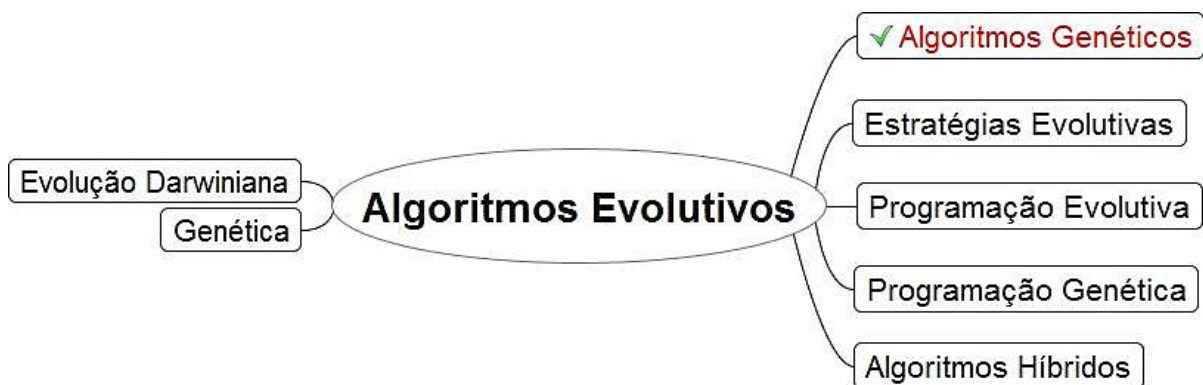 Evolução Darwiniana
Genética
Algoritmos Evolutivos
Algoritmos Genéticos
Estratégias Evolutivas
Programação Evolutiva
Programação Genética
Algoritmos Híbridos